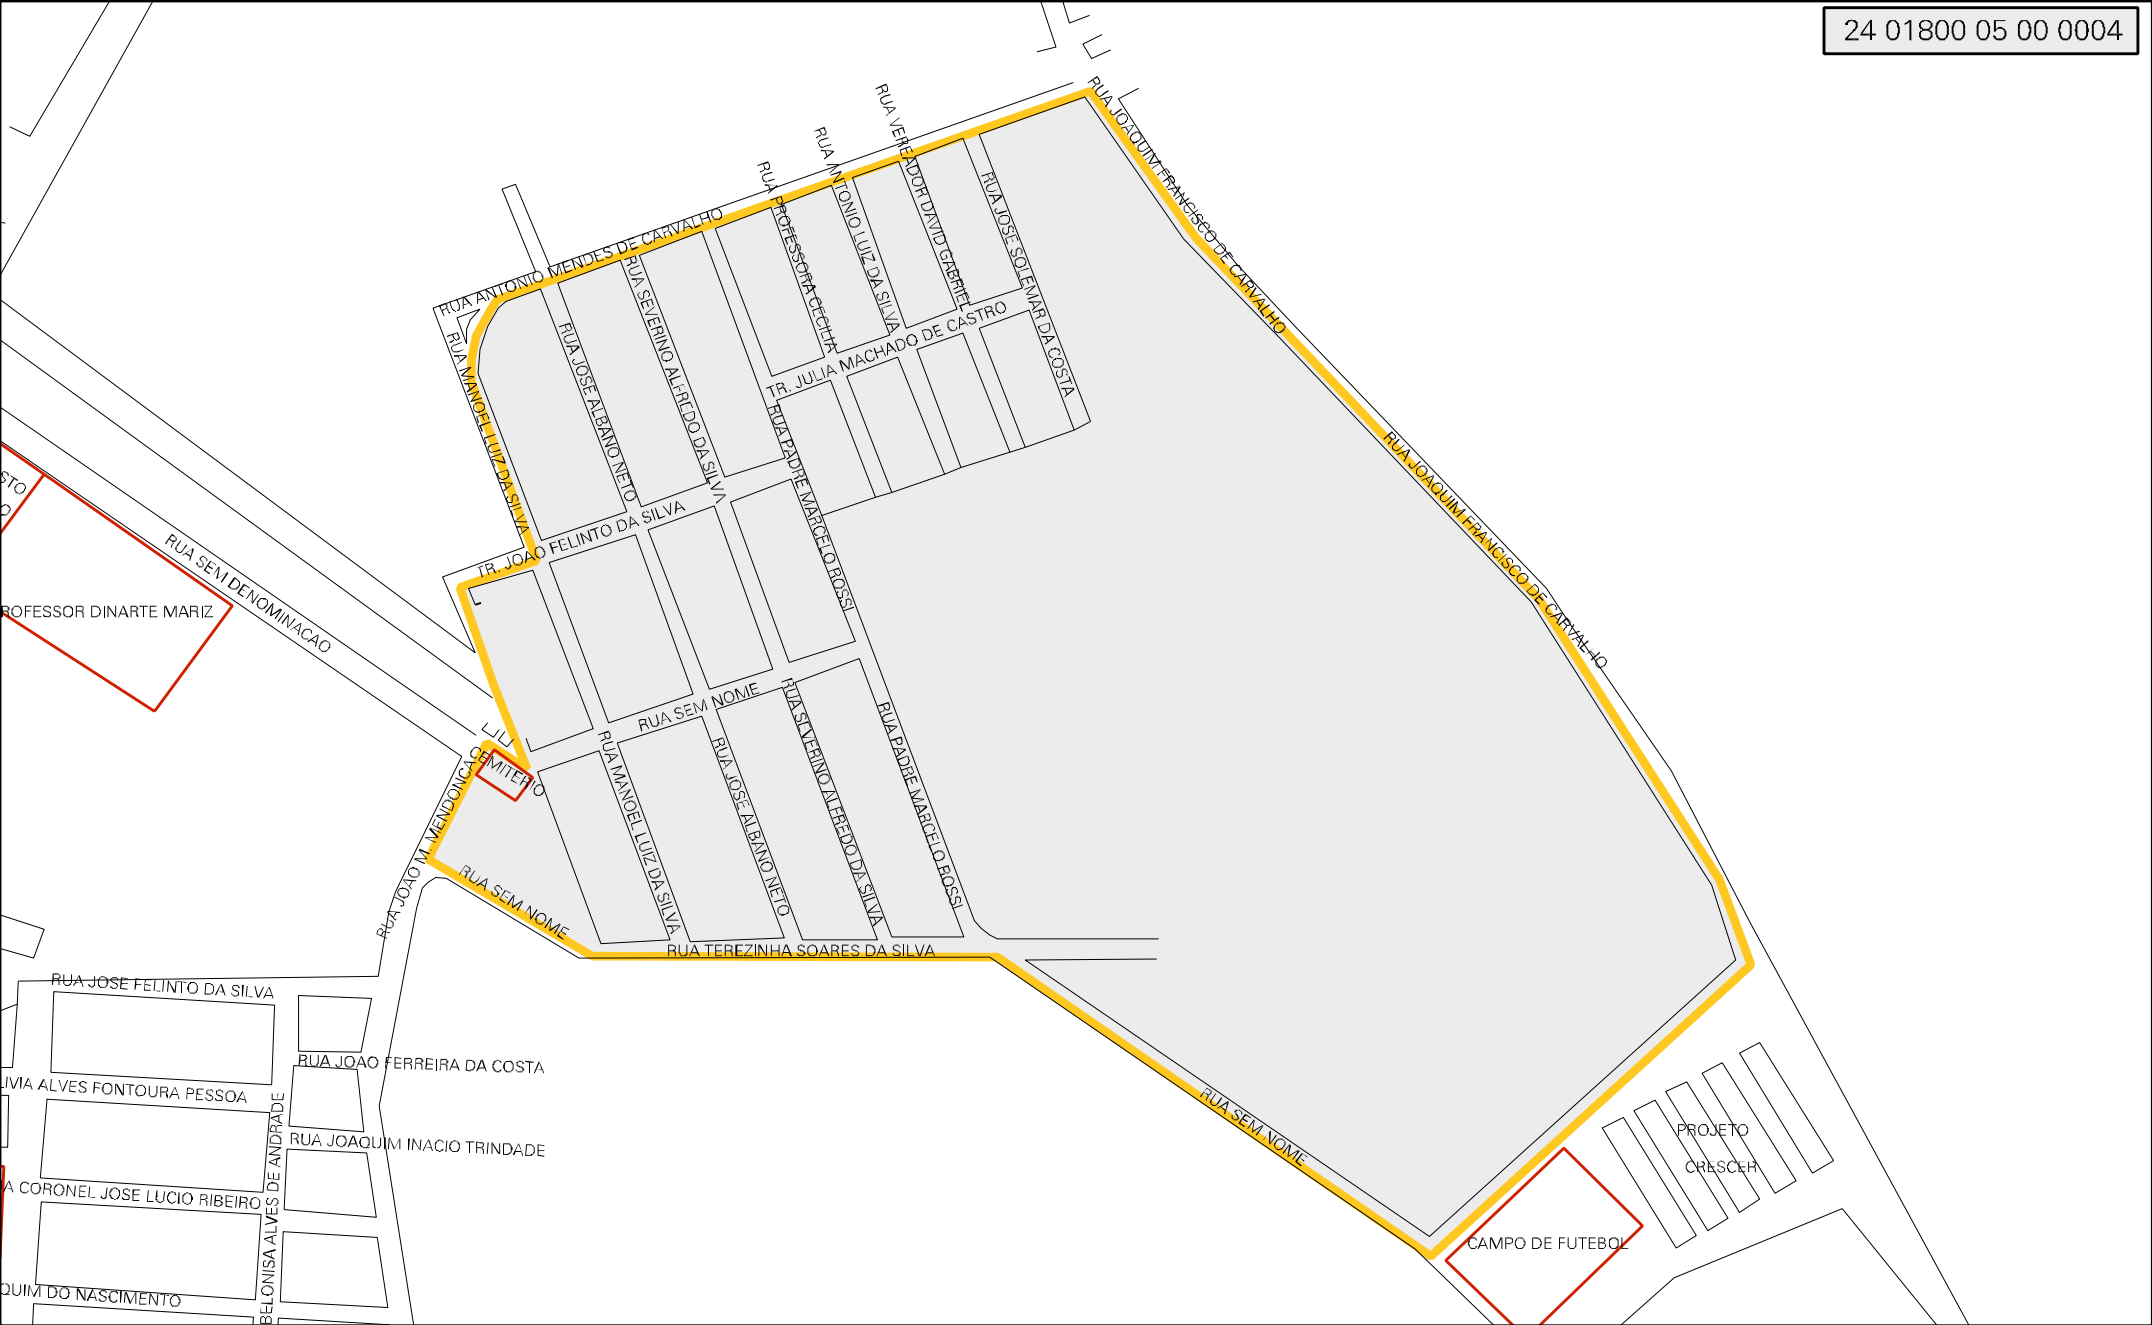 24 01800 05 00 0004
RUA JOAQUIM FRANCISCO DE CARVALHO
RUA VEREADOR DAVID GABRIEL
RUA ANTONIO LUIZ DA SILVA
RUA PROFESSORA CECILIA
RUA JOSE SOLEMAR DA COSTA
RUA ANTONIO MENDES DE CARVALHO
RUA SEVERINO ALFREDO DA SILVA
RUA JOSE ALBANO NETO
RUA MANOEL LUIZ DA SILVA
TR. JULIA MACHADO DE CASTRO
RUA PADRE MARCELO ROSSI
RUA JOAQUIM FRANCISCO DE CARVALHO
STO
O
TR. JOAO FELINTO DA SILVA
RUA SEM DENOMINACAO
ROFESSOR DINARTE MARIZ
RUA SEM NOME
RUA SEVERINO ALFREDO DA SILVA
RUA PADRE MARCELO ROSSI
RUA MANOEL LUIZ DA SILVA
RUA JOSE ALBANO NETO
CEMITERIO
RUA JOAO M. MENDONCA
RUA SEM NOME
RUA TEREZINHA SOARES DA SILVA
RUA JOSE FELINTO DA SILVA
RUA JOAO FERREIRA DA COSTA
LIVIA ALVES FONTOURA PESSOA
BELONISA ALVES DE ANDRADE
RUA JOAQUIM INACIO TRINDADE
A CORONEL JOSE LUCIO RIBEIRO
QUIM DO NASCIMENTO
RUA SEM NOME
PROJETO
CRESCER
CAMPO DE FUTEBOL